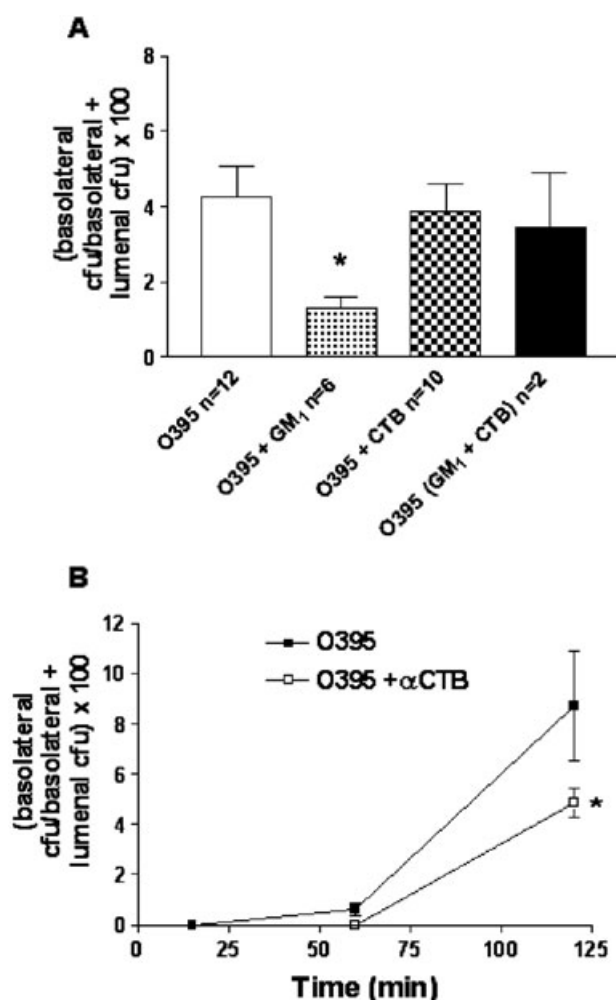 A
(basolateral
cfu/basolateral +
lumenal cfu) x 100
8
6
4
2
0
*
O395 n=12
O395 + GM₁ n=6
O395 + CTB n=10
O395 (GM₁ + CTB) n=2
B
(basolateral
cfu/basolateral +
lumenal cfu) x 100
12
10
8
6
4
2
0
O395
O395 +αCTB
*
0 25 50 75 100 125
Time (min)